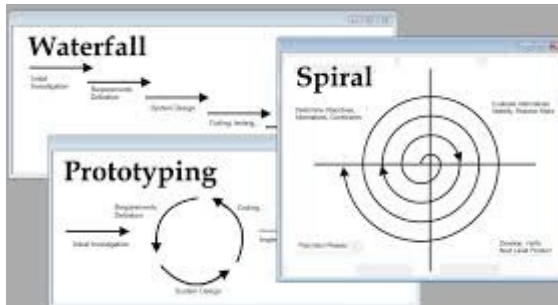 Waterfall
Initial
Investigation
Requirements
Definition
System Design
Coding, testing,
Spiral
Determine Objectives,
Alternatives, Constraints
Evaluate Alternatives
Identify, Resolve Risks
Plan Next Phases
Develop, Verify
Next Level Product
Prototyping
Requirements
Definition
Coding,
Initial Investigation
System Design